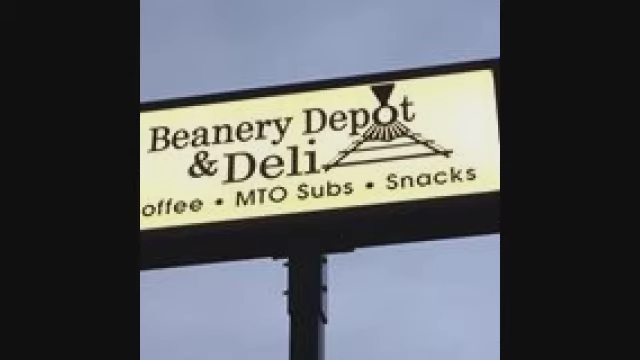 Beanery Depot
& Deli
offee • MTO Subs • Snacks